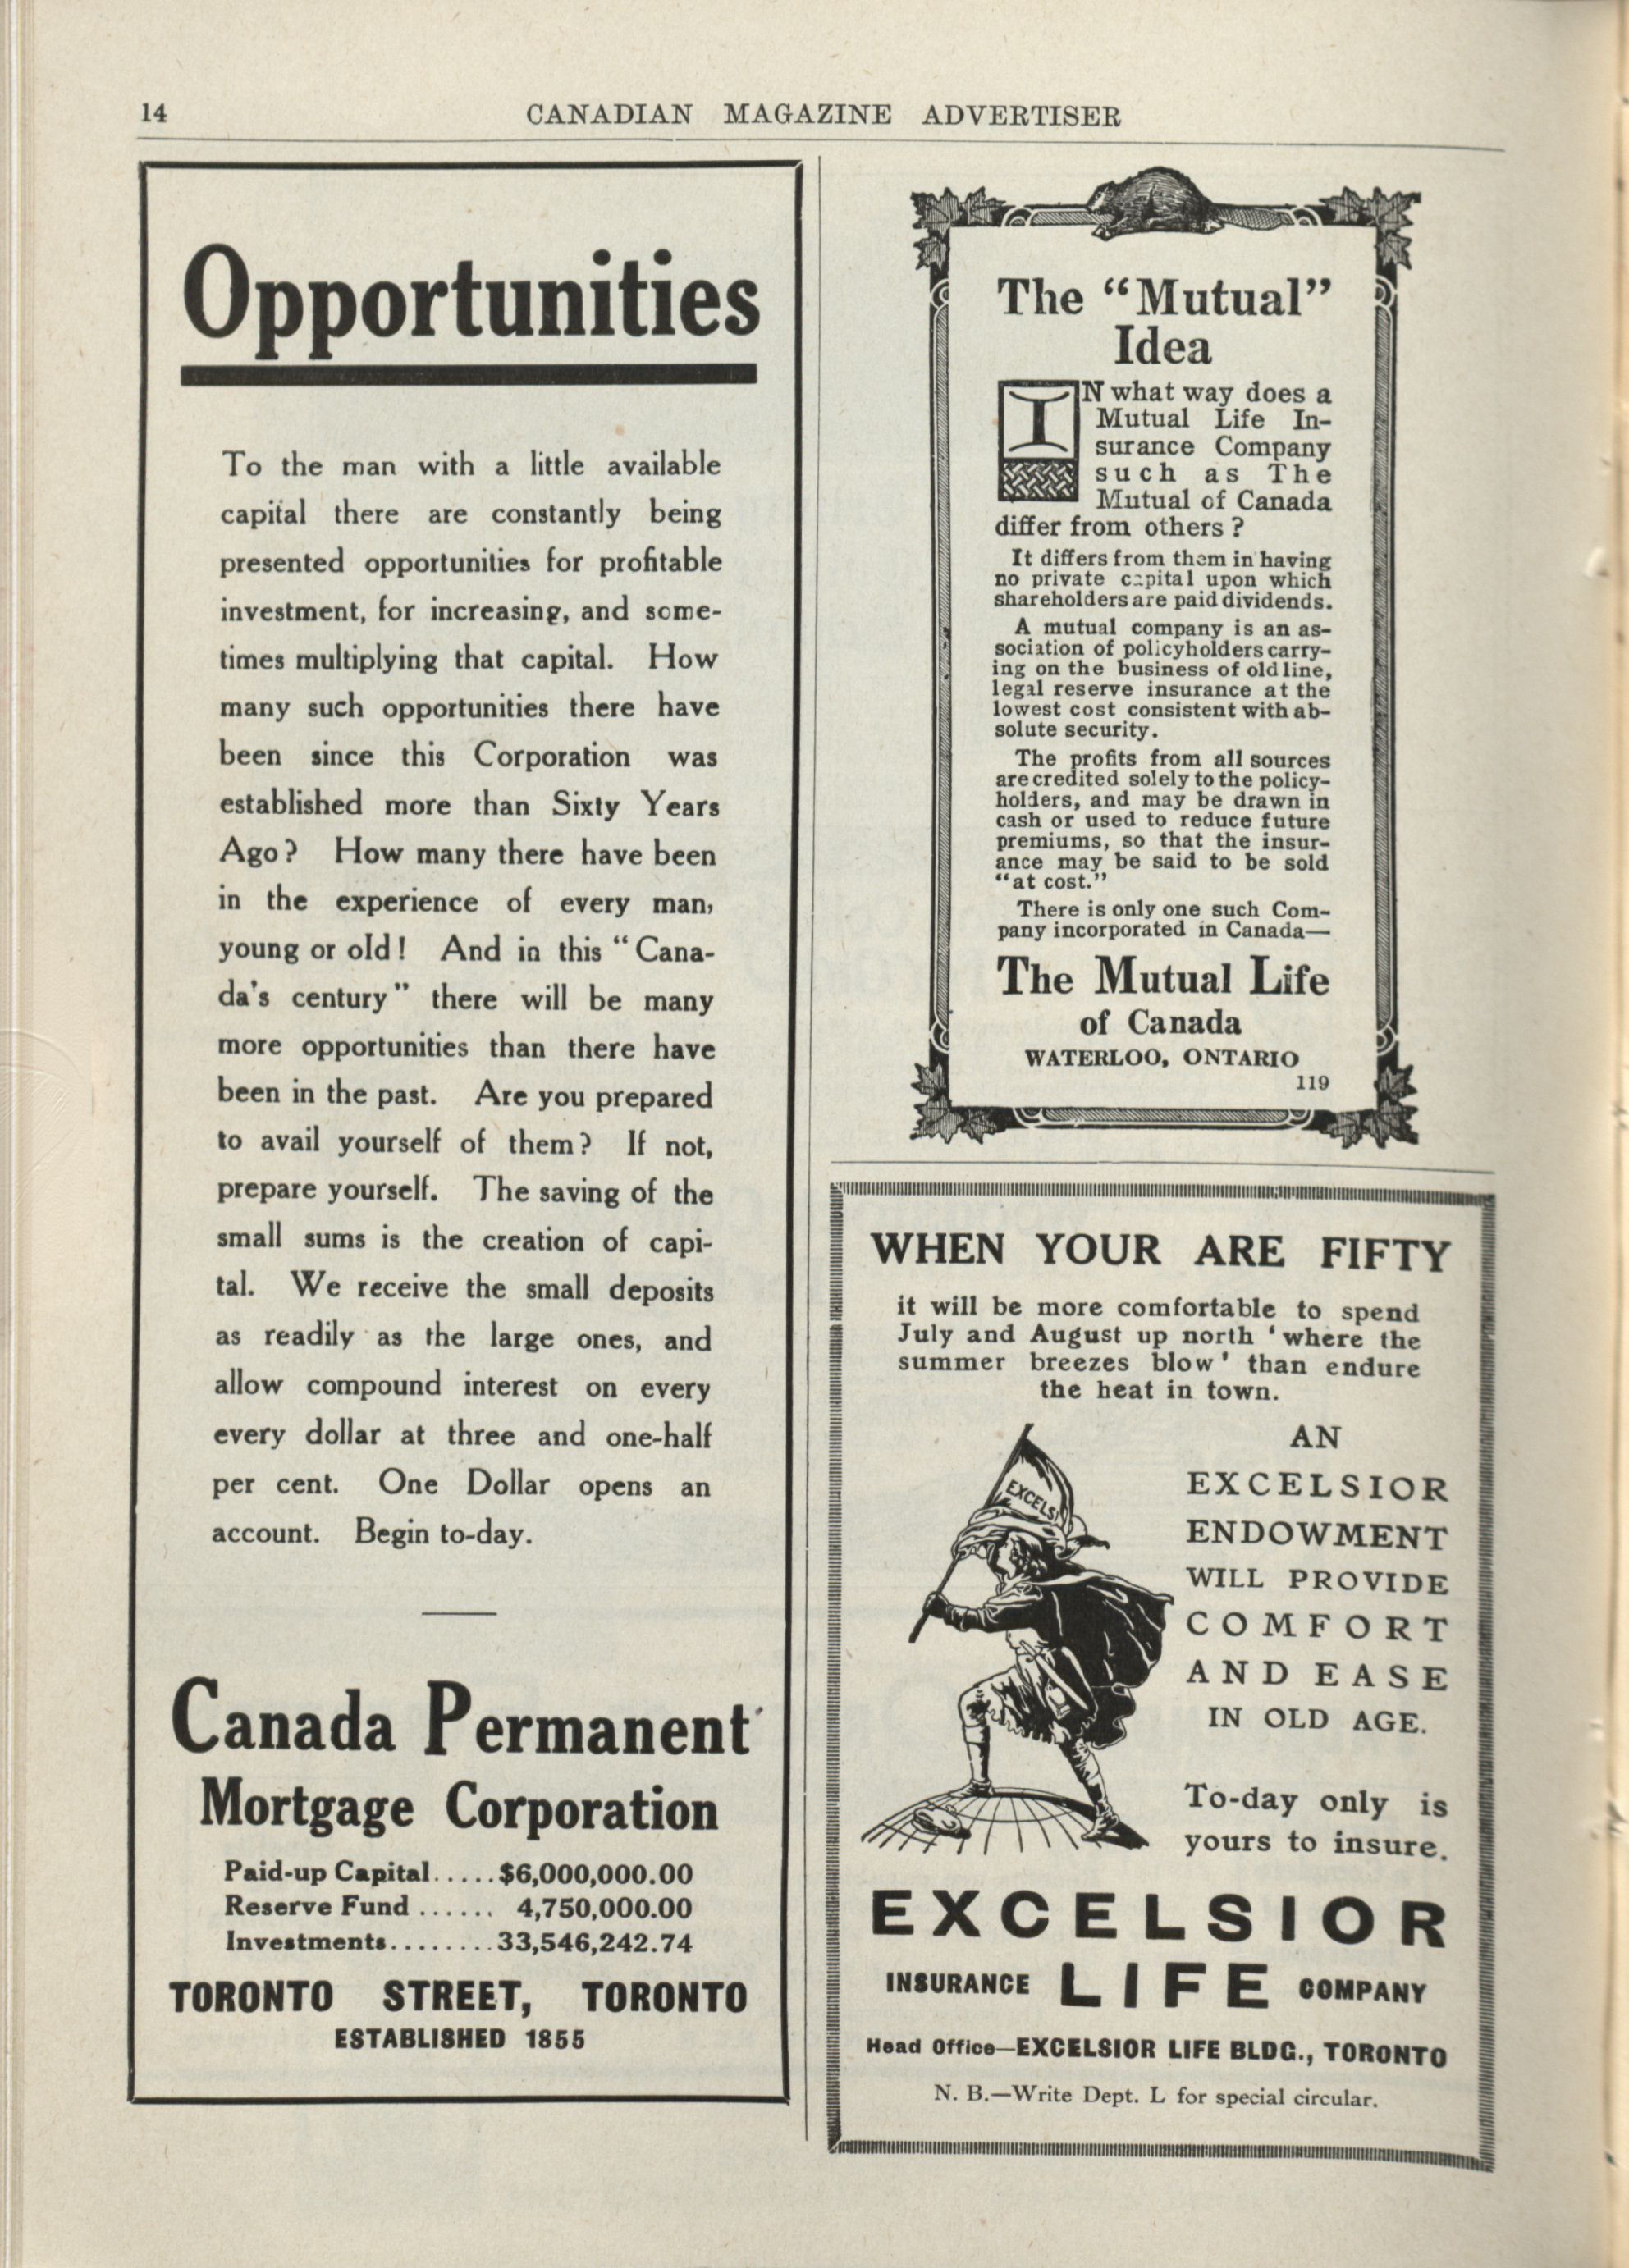 14
CANADIAN MAGAZINE ADVERTISER
Opportunities
To the man with a little available
capital there are constantly being
presented opportunities for profitable
investment, for increasing, and some-
times multiplying that capital. How
many such opportunities there have
been since this Corporation was
established more than Sixty Years
Ago? How many there have been
in the experience of every man,
young or old! And in this "Cana-
da's century" there will be many
more opportunities than there have
been in the past. Are you prepared
to avail yourself of them? If not,
prepare yourself. The saving of the
small sums is the creation of capi-
tal. We receive the small deposits
as readily as the large ones, and
allow compound interest on every
every dollar at three and one-half
per cent. One Dollar opens an
account. Begin to-day.
Canada Permanent
Mortgage Corporation
Paid-up Capital.....$6,000,000.00
Reserve Fund ...... 4,750,000.00
Investments........33,546,242.74
TORONTO STREET, TORONTO
ESTABLISHED 1855
The "Mutual"
Idea
IN what way does a
Mutual Life In-
surance Company
such as The
Mutual of Canada
differ from others?
It differs from them in having
no private capital upon which
shareholders are paid dividends.
A mutual company is an as-
sociation of policyholders carry-
ing on the business of old line,
legal reserve insurance at the
lowest cost consistent with ab-
solute security.
The profits from all sources
are credited solely to the policy-
holders, and may be drawn in
cash or used to reduce future
premiums, so that the insur-
ance may be said to be sold
"at cost."
There is only one such Com-
pany incorporated in Canada—
The Mutual Life
of Canada
WATERLOO, ONTARIO
119
WHEN YOUR ARE FIFTY
it will be more comfortable to spend
July and August up north 'where the
summer breezes blow' than endure
the heat in town.
EXCELSI
AN
EXCELSIOR
ENDOWMENT
WILL PROVIDE
COMFORT
AND EASE
IN OLD AGE.
To-day only is
yours to insure.
EXCELSIOR
INSURANCE LIFE COMPANY
Head Office—EXCELSIOR LIFE BLDG., TORONTO
N. B.—Write Dept. L for special circular.